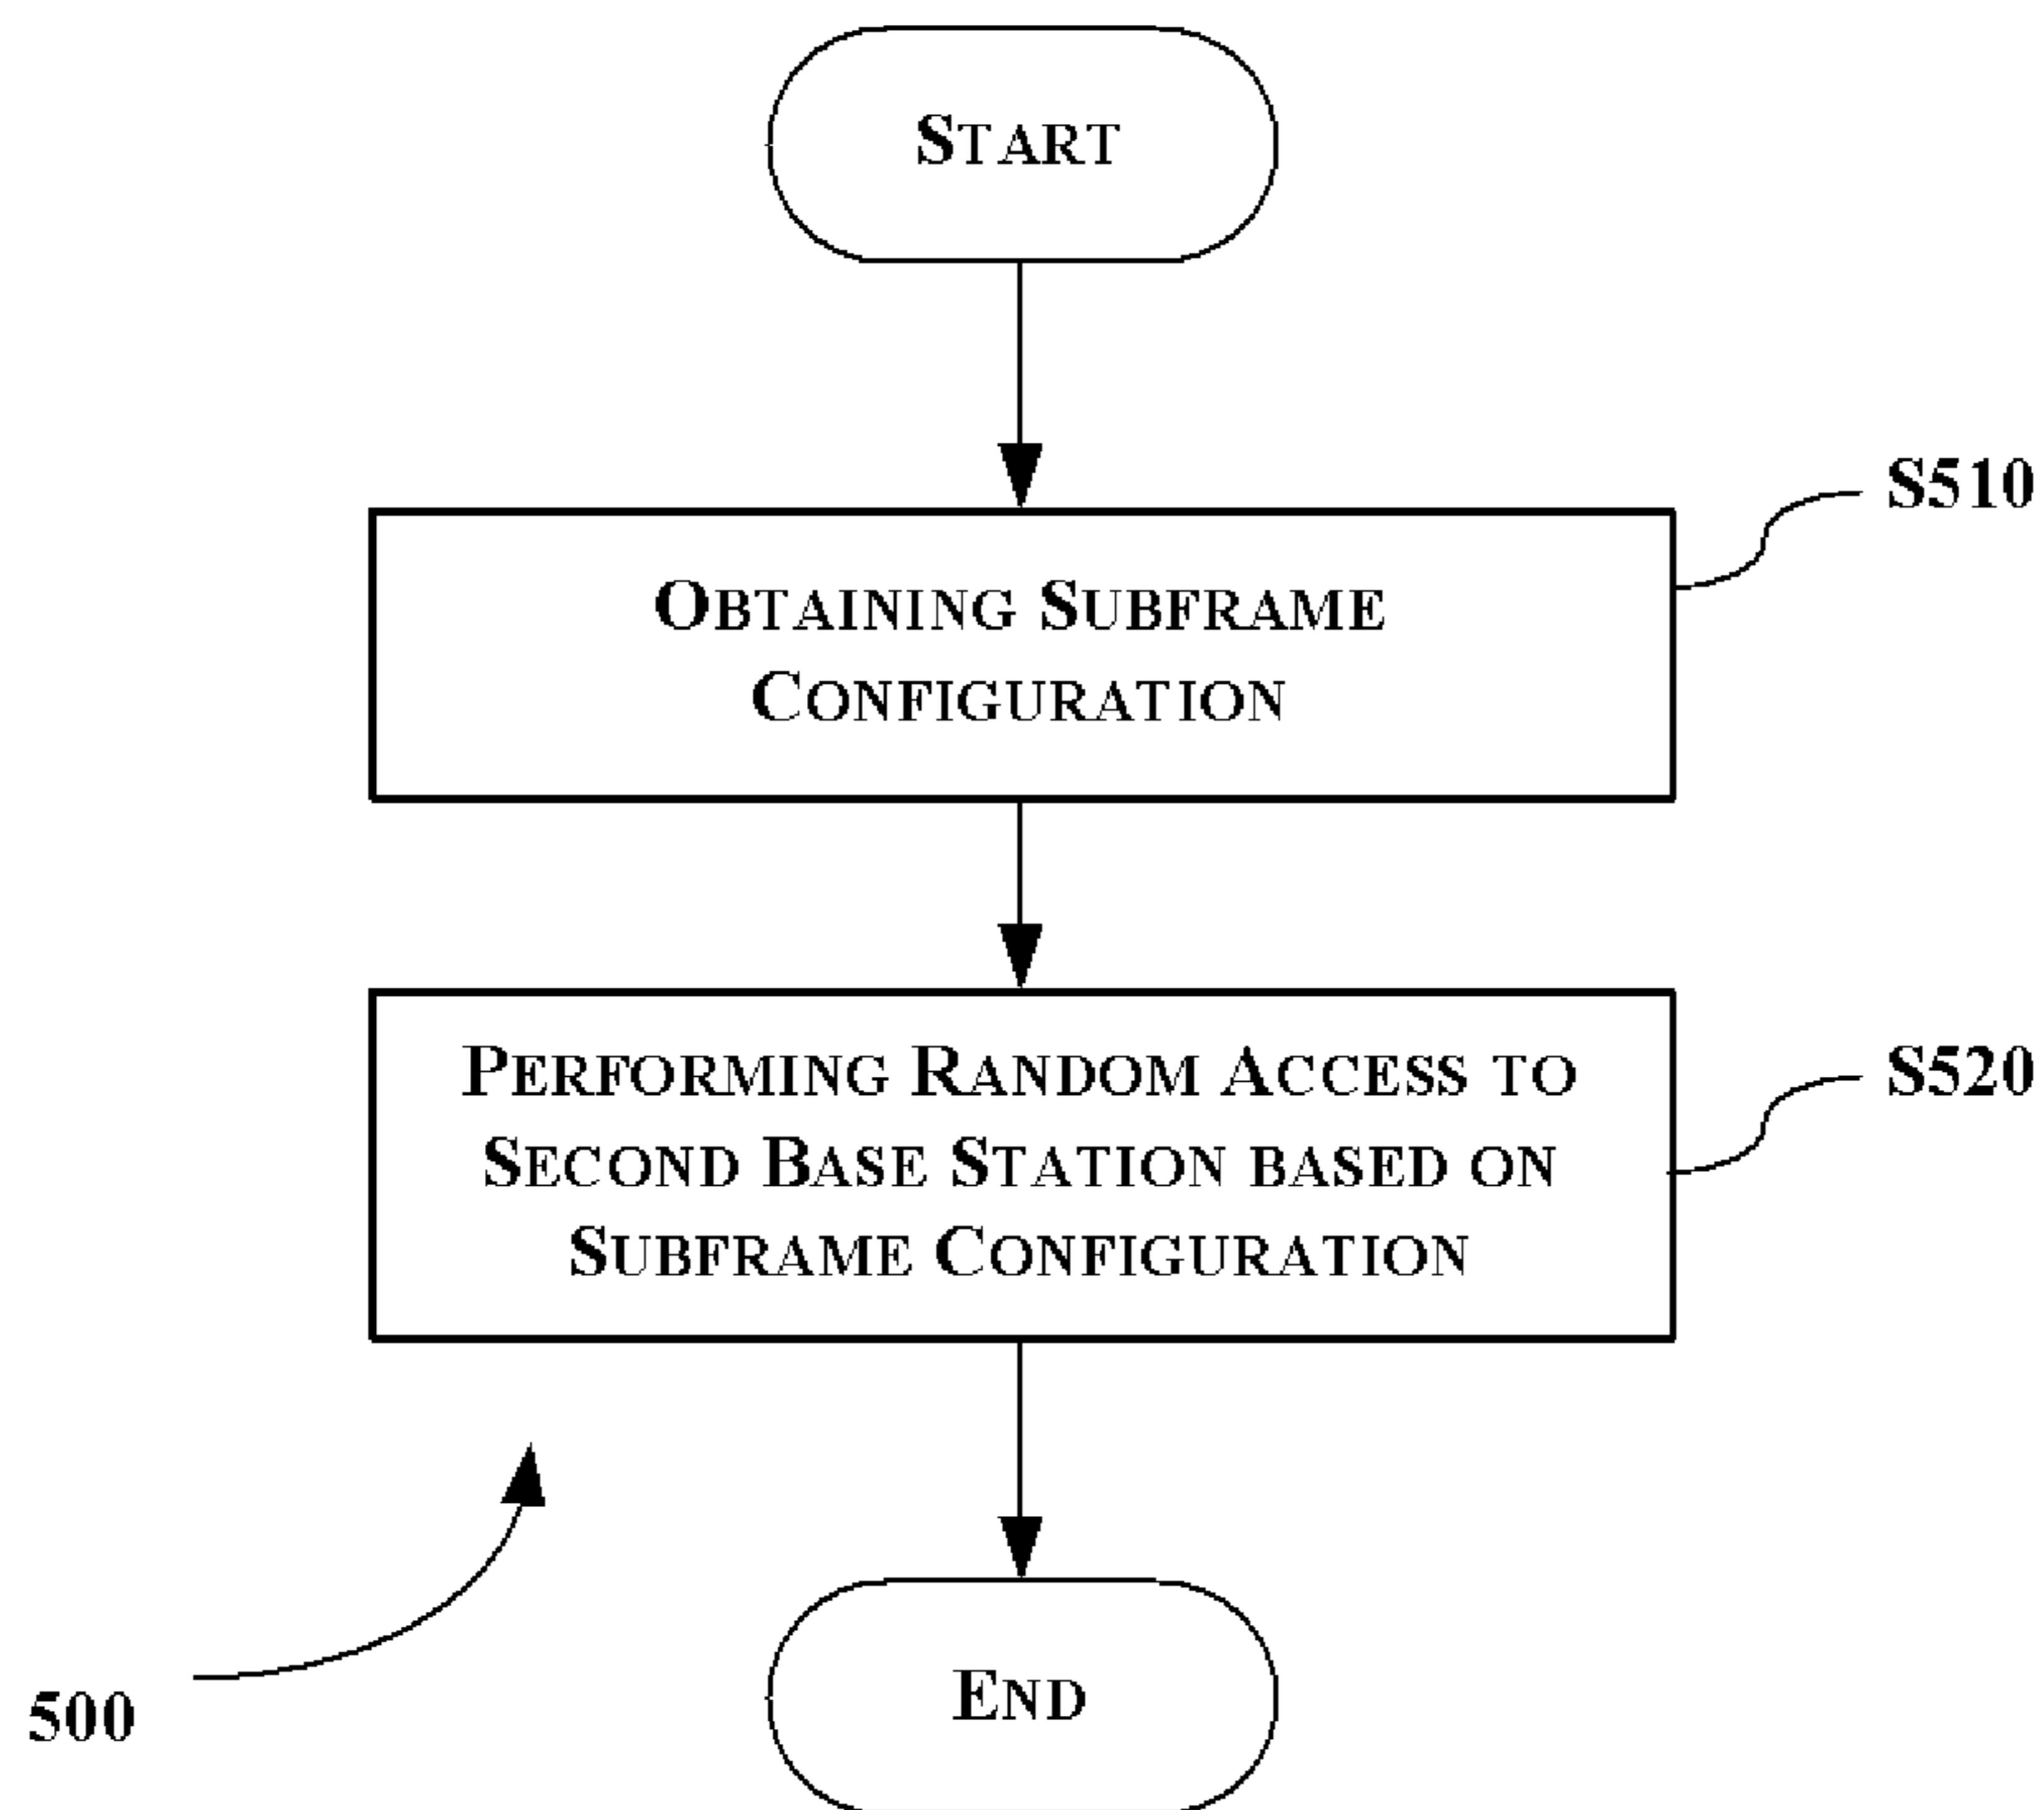 START
S510
OBTAINING SUBFRAME
CONFIGURATION
PERFORMING RANDOM ACCESS TO
S520
SECOND BASE STATION BASED ON
SUBFRAME CONFIGURATION
END
500